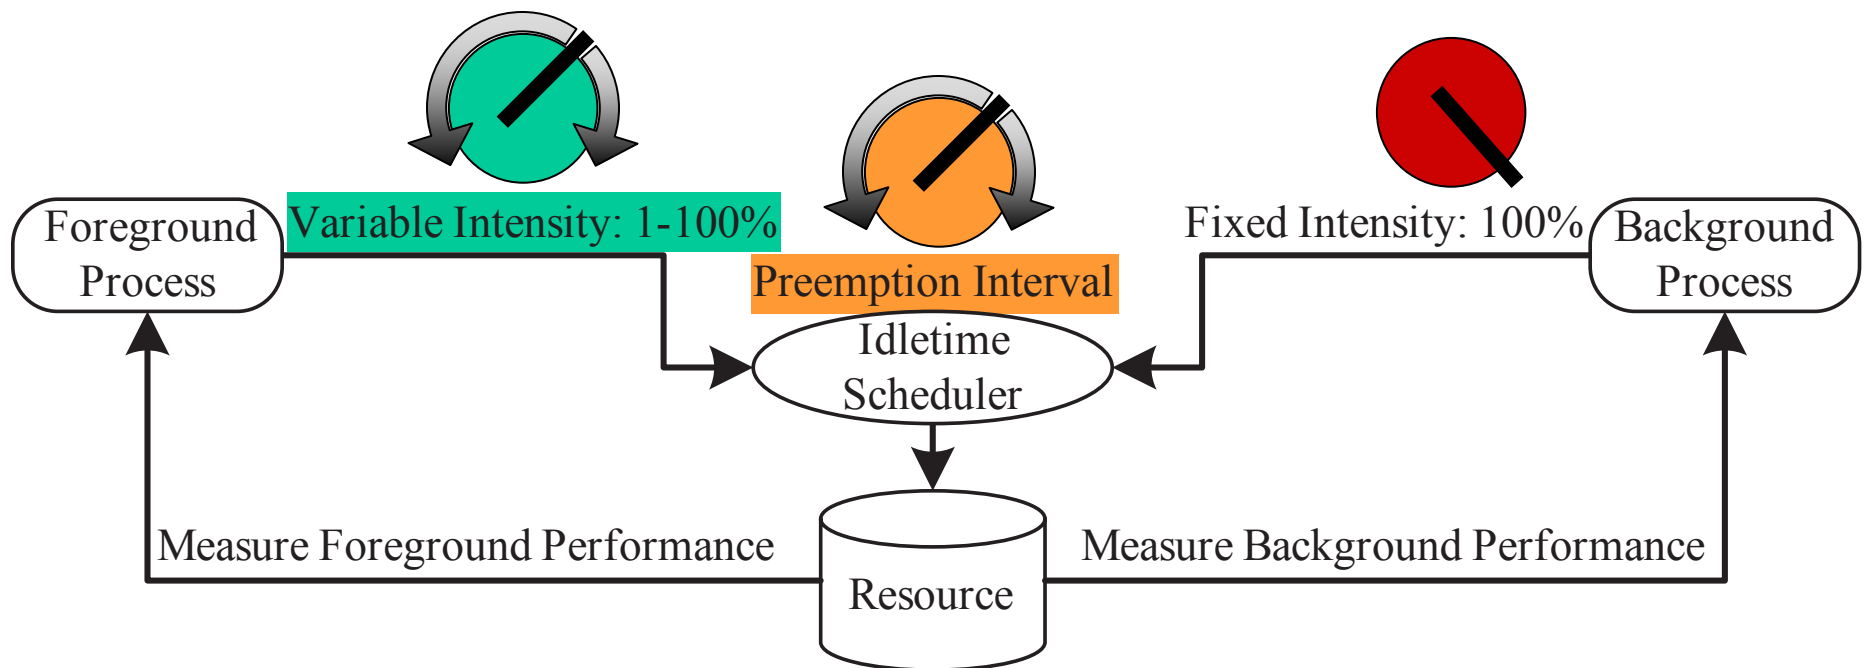 Foreground
Process
Variable Intensity: 1-100%
Preemption Interval
Fixed Intensity: 100%
Background
Process
Idletime
Scheduler
Measure Foreground Performance
Measure Background Performance
Resource